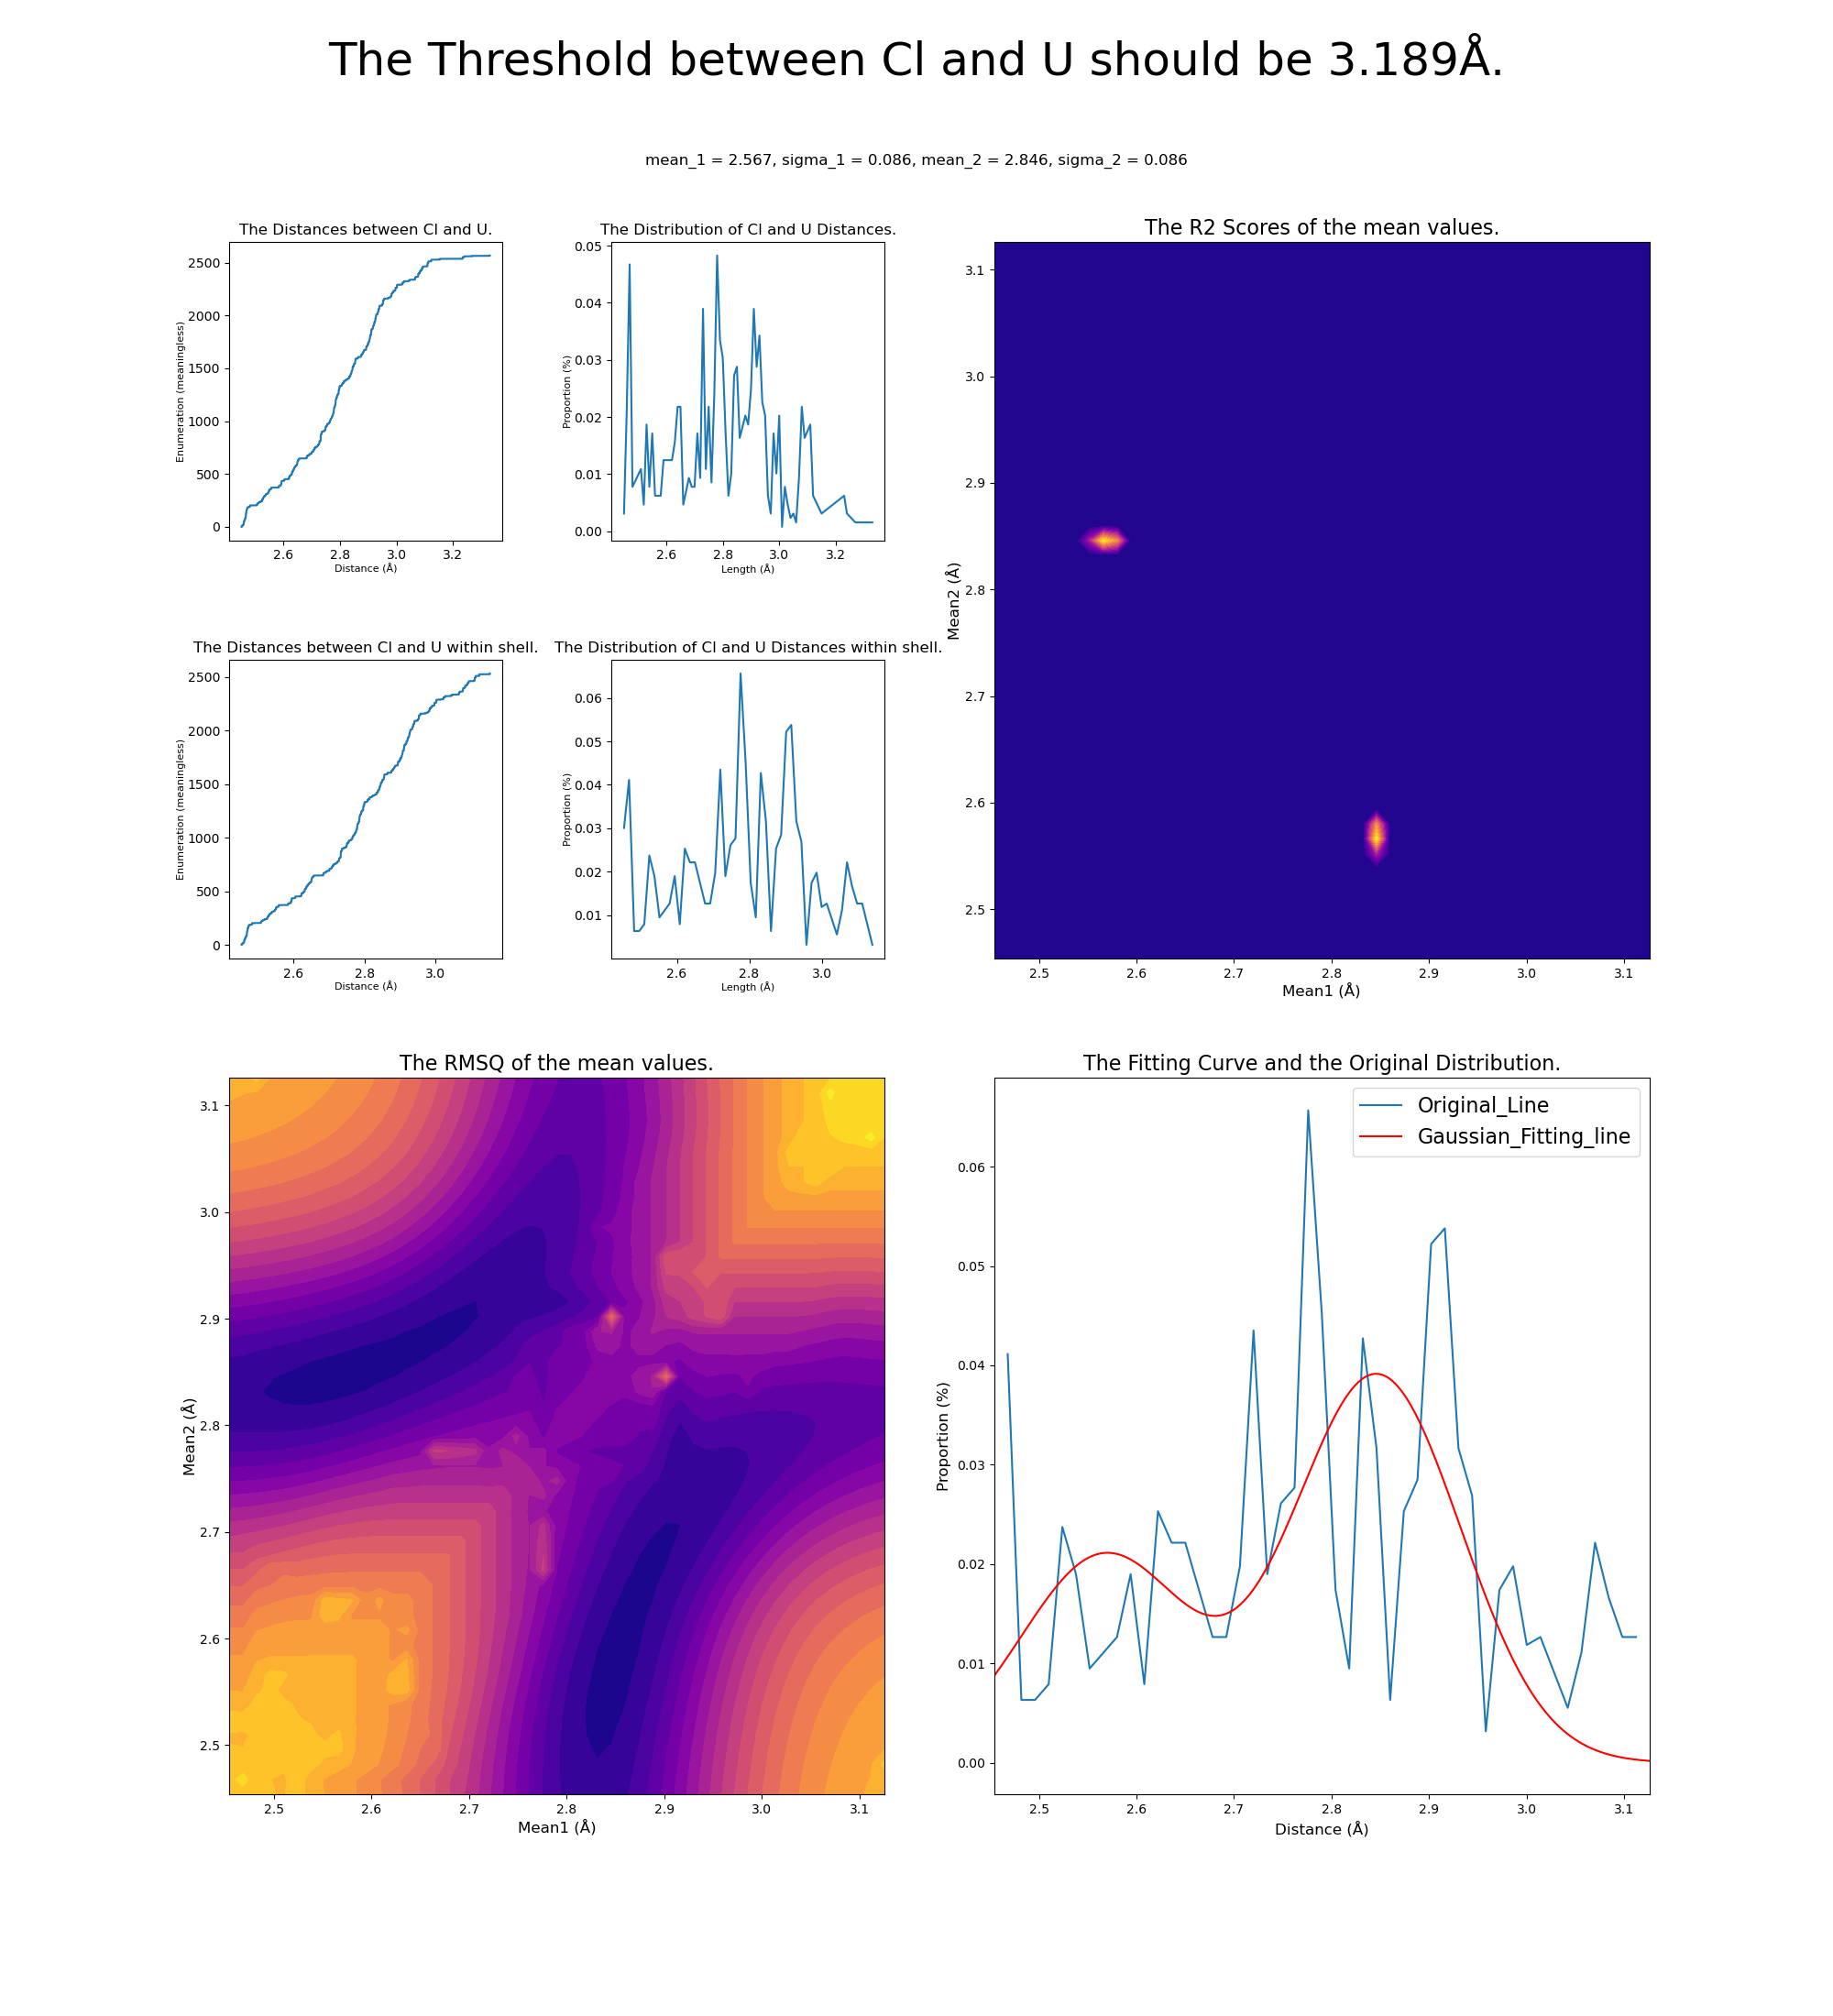 The Threshold between Cl and U should be 3.189Å.
mean_1 = 2.567, sigma_1 = 0.086, mean_2 = 2.846, sigma_2 = 0.086
The Distances between Cl and U.
Enumeration (meaningless)
2500
2000
1500
1000
500
0
2.6 2.8 3.0 3.2
Distance (Å)
The Distribution of Cl and U Distances.
Proportion (%)
0.05
0.04
0.03
0.02
0.01
0.00
2.6 2.8 3.0 3.2
Length (Å)
The R2 Scores of the mean values.
Mean2 (Å)
3.1
3.0
2.9
2.8
2.7
2.6
2.5
2.5 2.6 2.7 2.8 2.9 3.0 3.1
Mean1 (Å)
The Distances between Cl and U within shell.
Enumeration (meaningless)
2500
2000
1500
1000
500
0
2.6 2.8 3.0
Distance (Å)
The Distribution of Cl and U Distances within shell.
Proportion (%)
0.06
0.05
0.04
0.03
0.02
0.01
2.6 2.8 3.0
Length (Å)
The RMSQ of the mean values.
Mean2 (Å)
3.1
3.0
2.9
2.8
2.7
2.6
2.5
2.5 2.6 2.7 2.8 2.9 3.0 3.1
Mean1 (Å)
The Fitting Curve and the Original Distribution.
Original_Line
Gaussian_Fitting_line
Proportion (%)
0.06
0.05
0.04
0.03
0.02
0.01
0.00
2.5 2.6 2.7 2.8 2.9 3.0 3.1
Distance (Å)